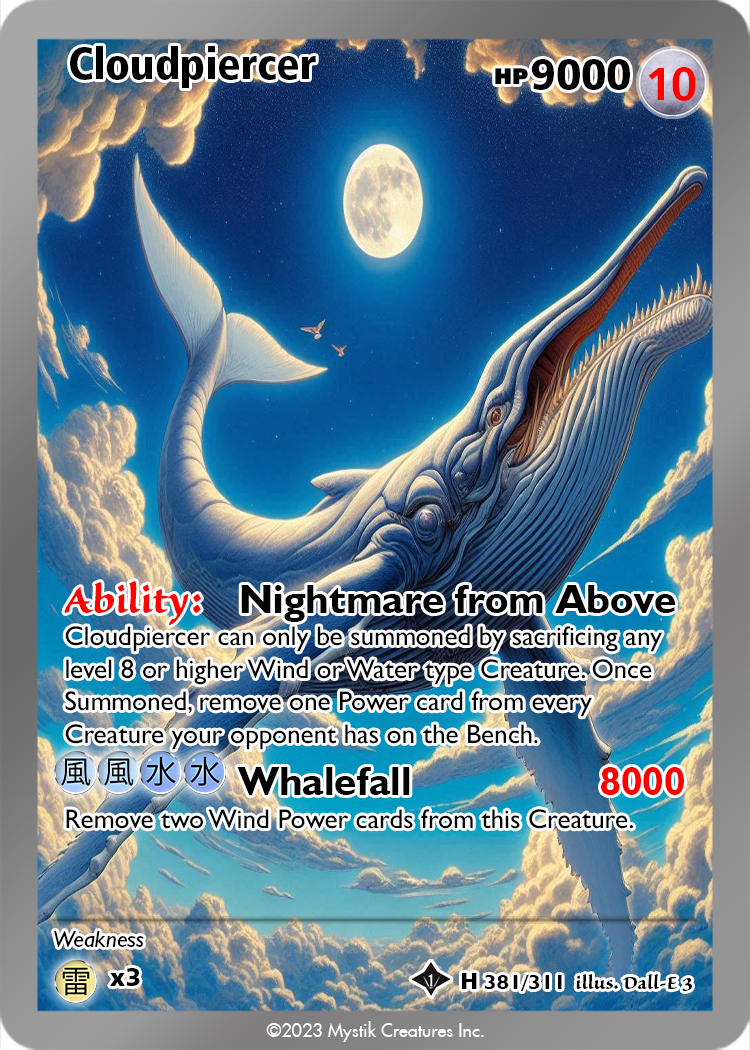 Cloudpiercer
HP 9000 10
Ability: Nightmare from Above
Cloudpiercer can only be summoned by sacrificing any
level 8 or higher Wind or Water type Creature. Once
Summoned, remove one Power card from every
Creature your opponent has on the Bench.
風 風 水 水 Whalefall 8000
Remove two Wind Power cards from this Creature.
Weakness
雷 x3
1 H 381/311 illus. Dall-E 3
©2023 Mystik Creatures Inc.